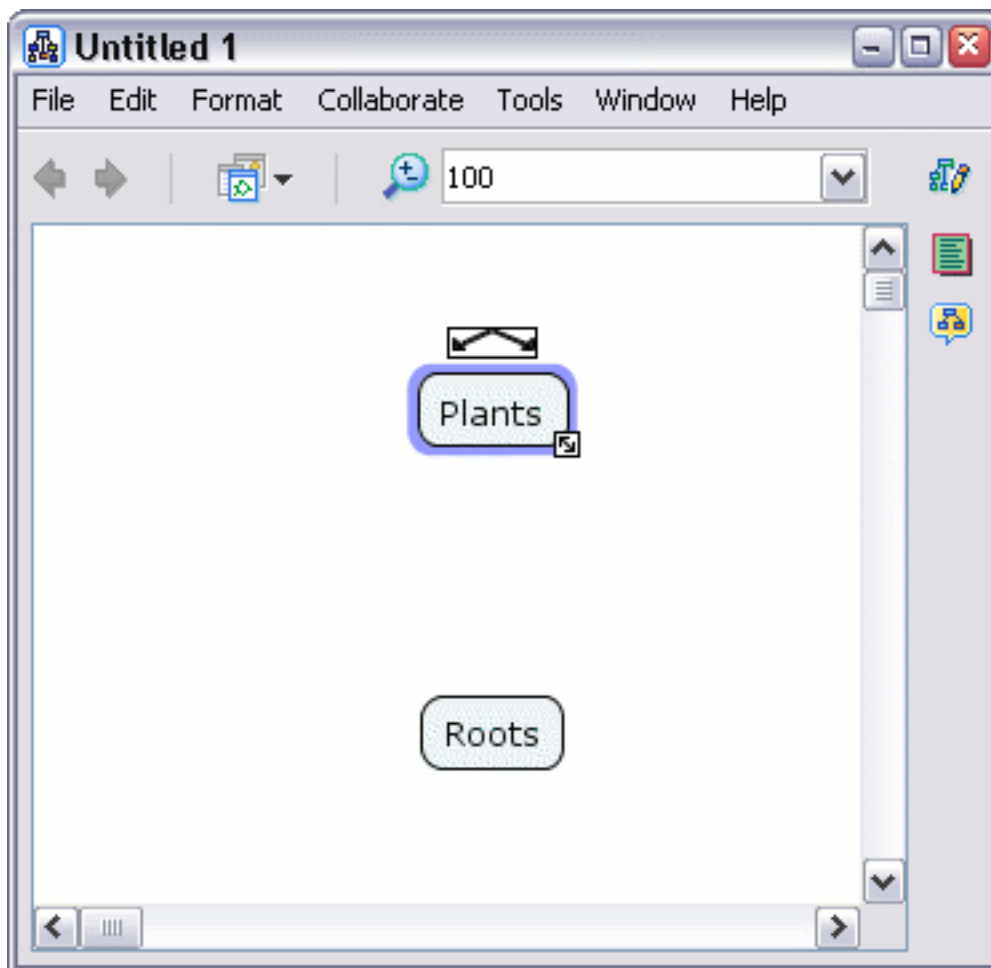 Untitled 1
File Edit Format Collaborate Tools Window Help
100
Plants
Roots